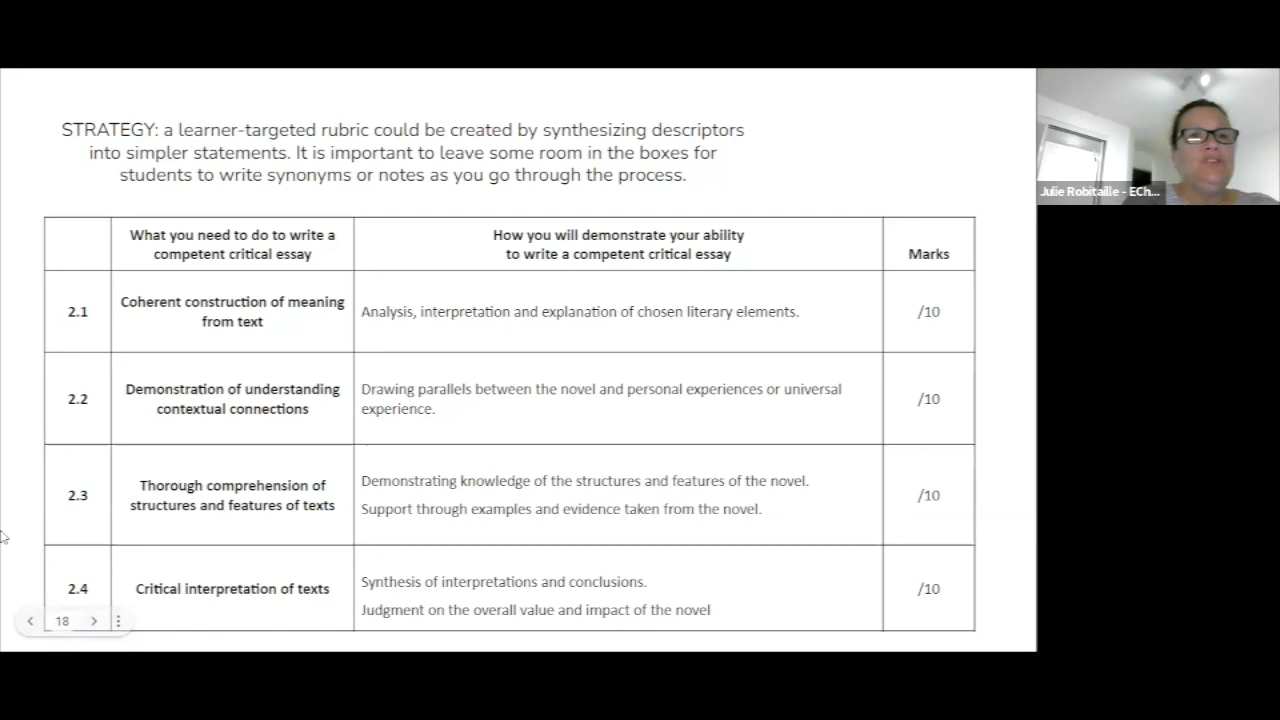 STRATEGY: a learner-targeted rubric could be created by synthesizing descriptors
into simpler statements. It is important to leave some room in the boxes for
students to write synonyms or notes as you go through the process.
Julie Robitaille - ECh...
What you need to do to write a
competent critical essay
How you will demonstrate your ability
to write a competent critical essay
Marks
2.1
Coherent construction of meaning
from text
Analysis, interpretation and explanation of chosen literary elements.
/10
2.2
Demonstration of understanding
contextual connections
Drawing parallels between the novel and personal experiences or universal
experience.
/10
2.3
Thorough comprehension of
structures and features of texts
Demonstrating knowledge of the structures and features of the novel.
Support through examples and evidence taken from the novel.
/10
2.4
Critical interpretation of texts
Synthesis of interpretations and conclusions.
Judgment on the overall value and impact of the novel
/10
18